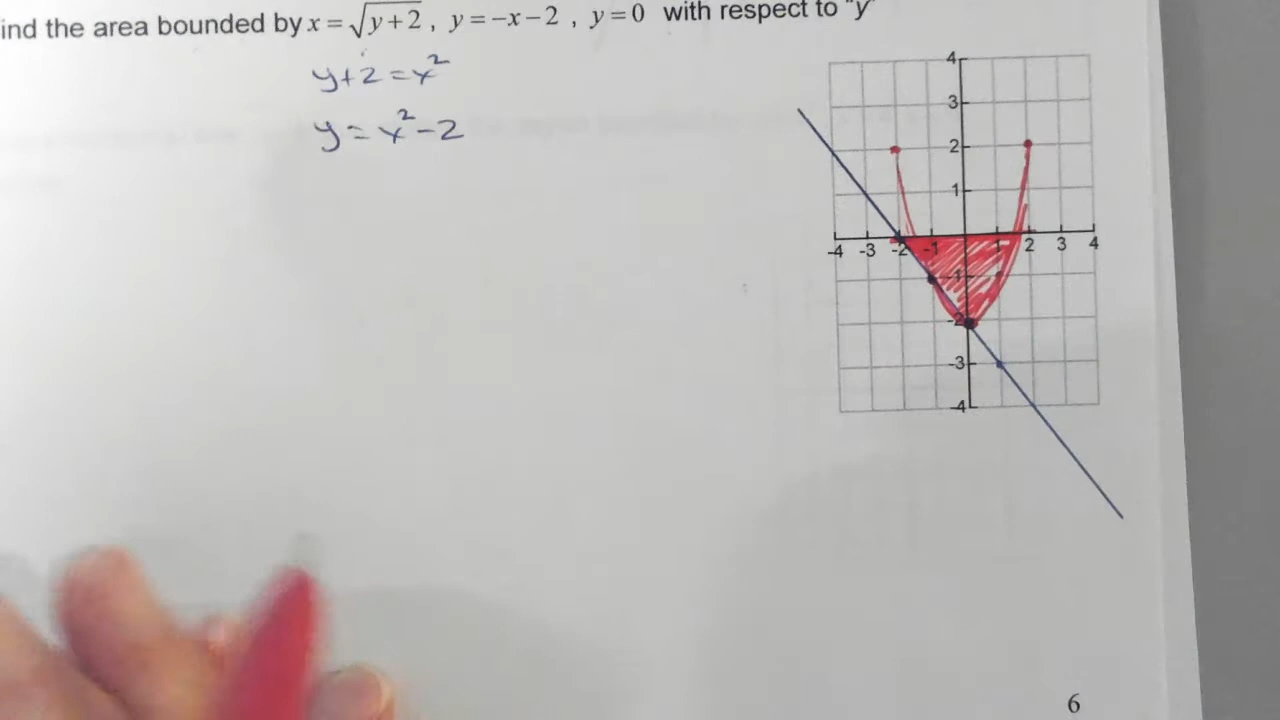 ind the area bounded by x = √y+2 , y = −x − 2 , y = 0 with respect to "y"
y+2 = x²
y = x² - 2
4
3
2
1
-4 -3 -2 -1 1 2 3 4
-1
-2
-3
-4
6